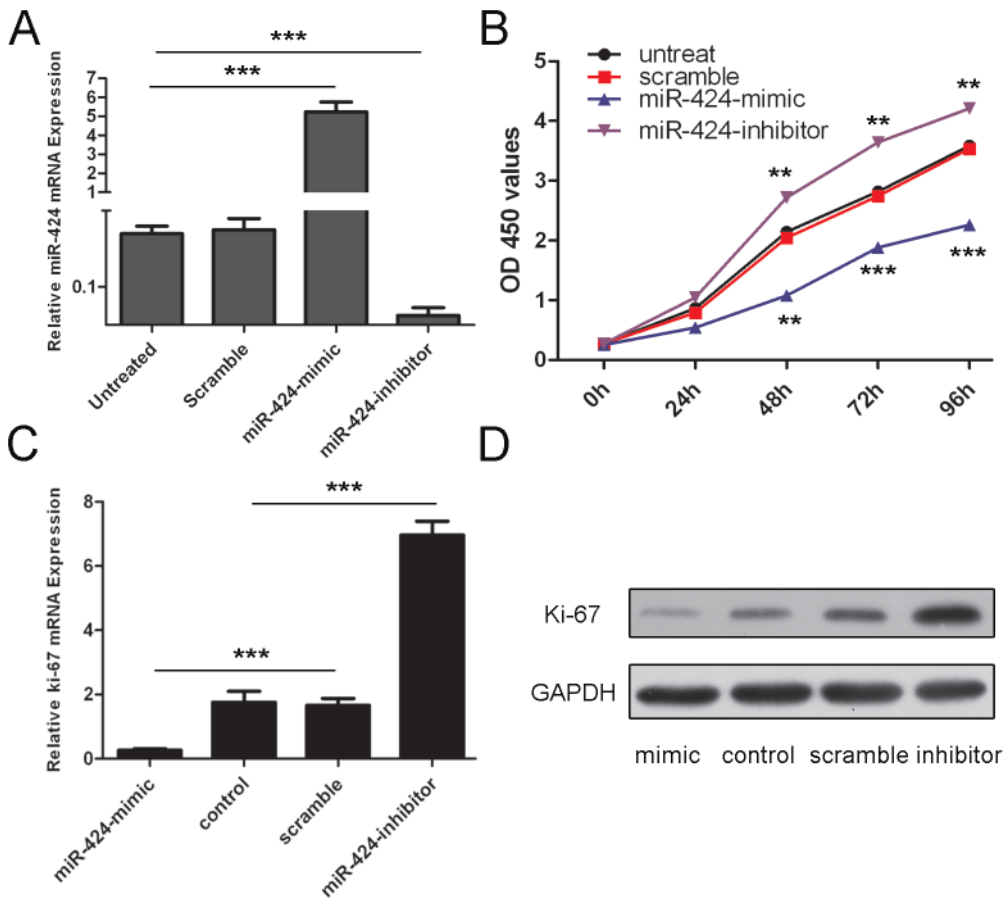 A
***
***
Relative miR-424 mRNA Expression
7
6
5
4
3
2
1
0.1
Untreated
Scramble
miR-424-mimic
miR-424-inhibitor
B
untreat
scramble
miR-424-mimic
miR-424-inhibitor
OD 450 values
5
4
3
2
1
0
**
**
**
**
***
***
0h
24h
48h
72h
96h
C
***
***
Relative ki-67 mRNA Expression
8
6
4
2
0
miR-424-mimic
control
scramble
miR-424-inhibitor
D
Ki-67
GAPDH
mimic control scramble inhibitor